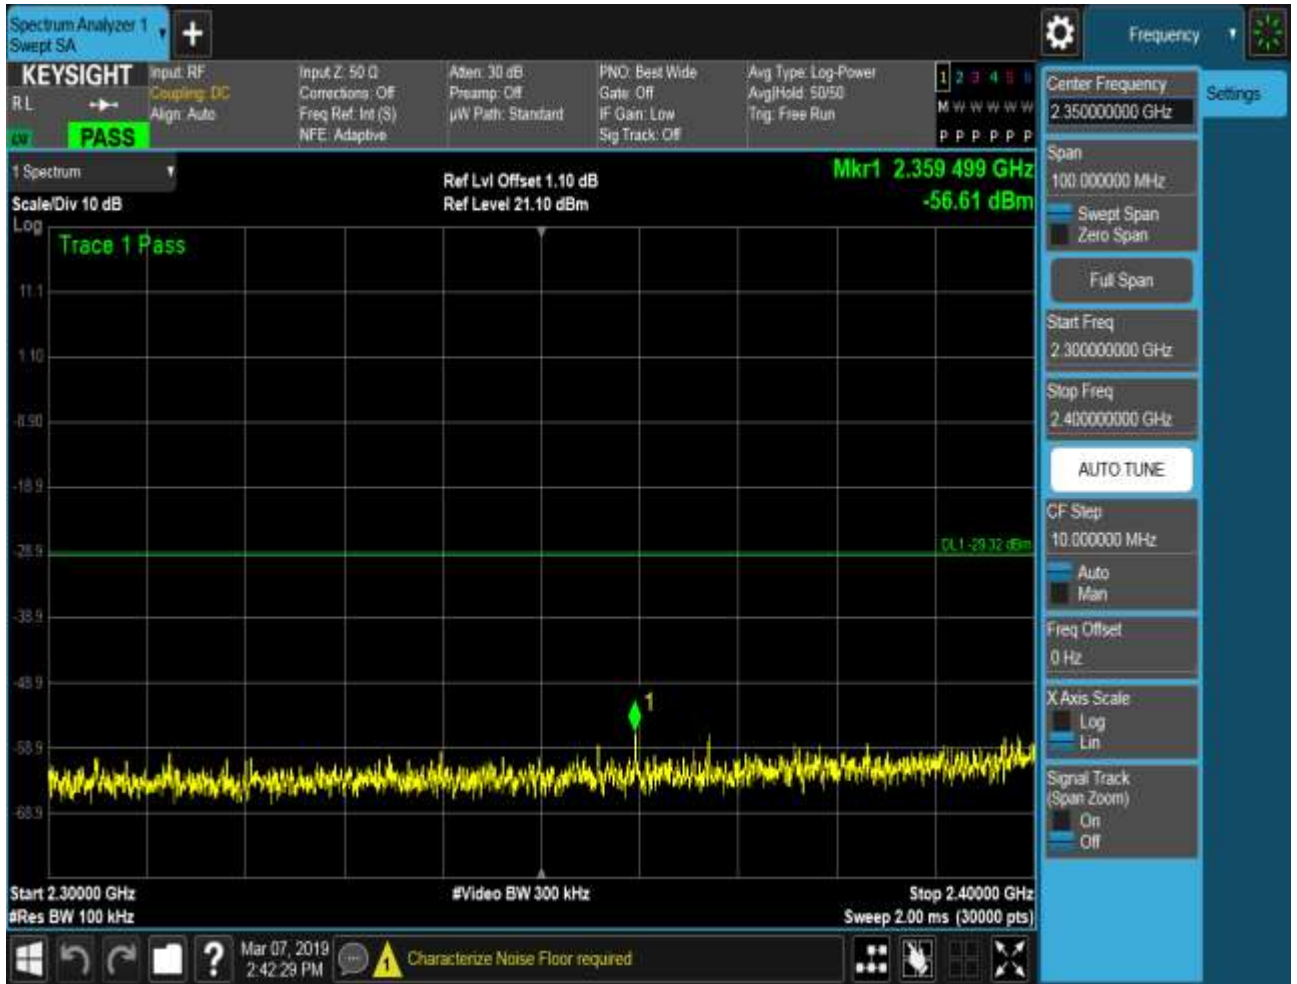 Spectrum Analyzer 1
Swept SA
Frequency
KEYSIGHT
R L
PASS
Input: RF
Coupling: DC
Align: Auto
Input Z: 50 Ω
Corrections: Off
Freq Ref: Int (S)
NFE: Adaptive
Atten: 30 dB
Preamp: Off
µW Path: Standard
PNO: Best Wide
Gate: Off
IF Gain: Low
Sig Track: Off
Avg Type: Log-Power
Avg|Hold: 50/50
Trig: Free Run
1 2 3 4 5 6
M W W W W W
P P P P P P
1 Spectrum
Scale/Div 10 dB
Ref Lvl Offset 1.10 dB
Ref Level 21.10 dBm
Mkr1 2.359 499 GHz
-56.61 dBm
Log
Trace 1 Pass
11.1
1.10
-8.90
-18.9
-28.9
DL1 -29.32 dBm
-38.9
-48.9
1
-58.9
-68.9
Start 2.30000 GHz
#Video BW 300 kHz
Stop 2.40000 GHz
#Res BW 100 kHz
Sweep 2.00 ms (30000 pts)
Center Frequency
2.350000000 GHz
Settings
Span
100.000000 MHz
Swept Span
Zero Span
Full Span
Start Freq
2.300000000 GHz
Stop Freq
2.400000000 GHz
AUTO TUNE
CF Step
10.000000 MHz
Auto
Man
Freq Offset
0 Hz
X Axis Scale
Log
Lin
Signal Track
(Span Zoom)
On
Off
?
Mar 07, 2019
2:42:29 PM
1
Characterize Noise Floor required